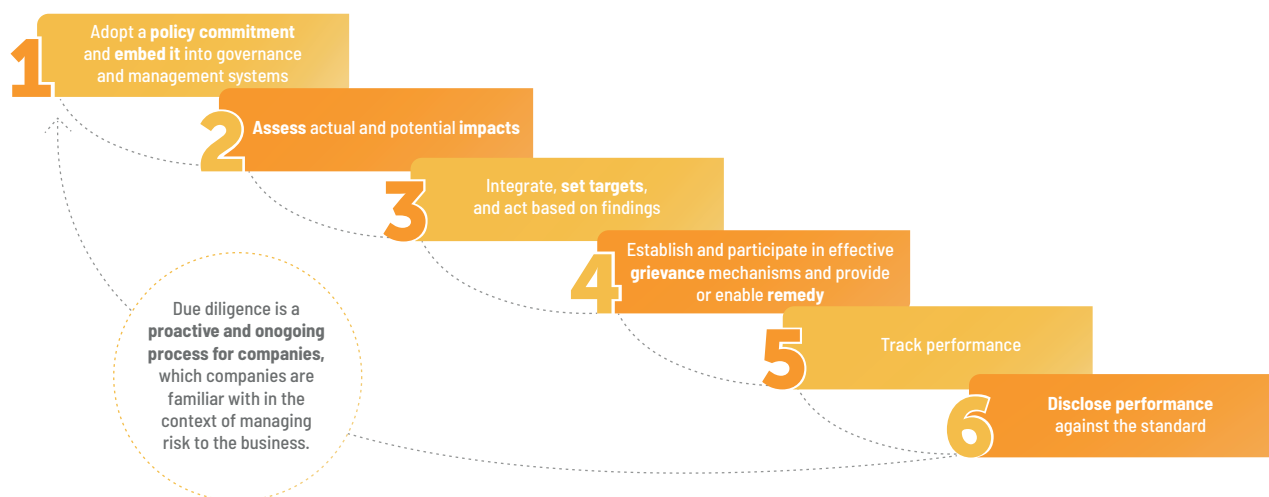 1
Adopt a policy commitment
and embed it into governance
and management systems
2
Assess actual and potential impacts
3
Integrate, set targets,
and act based on findings
4
Establish and participate in effective
grievance mechanisms and provide
or enable remedy
5
Track performance
6
Disclose performance
against the standard
Due diligence is a
proactive and onogoing
process for companies,
which companies are
familiar with in the
context of managing
risk to the business.